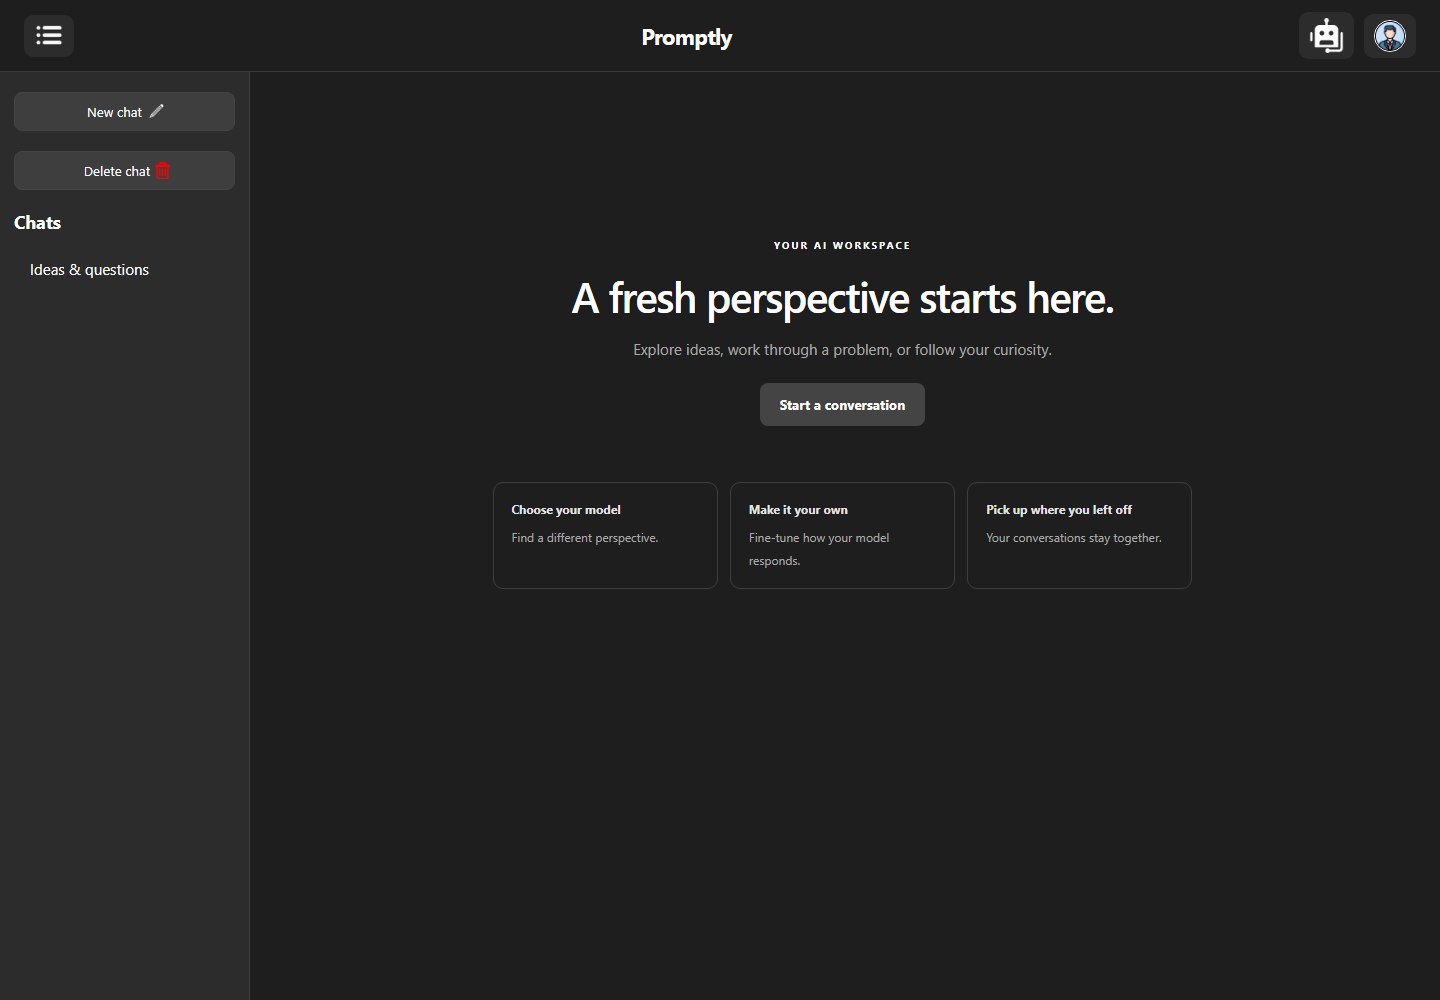 Promptly
New chat
Delete chat
Chats
Ideas & questions
YOUR AI WORKSPACE
A fresh perspective starts here.
Explore ideas, work through a problem, or follow your curiosity.
Start a conversation
Choose your model
Find a different perspective.
Make it your own
Fine-tune how your model
responds.
Pick up where you left off
Your conversations stay together.